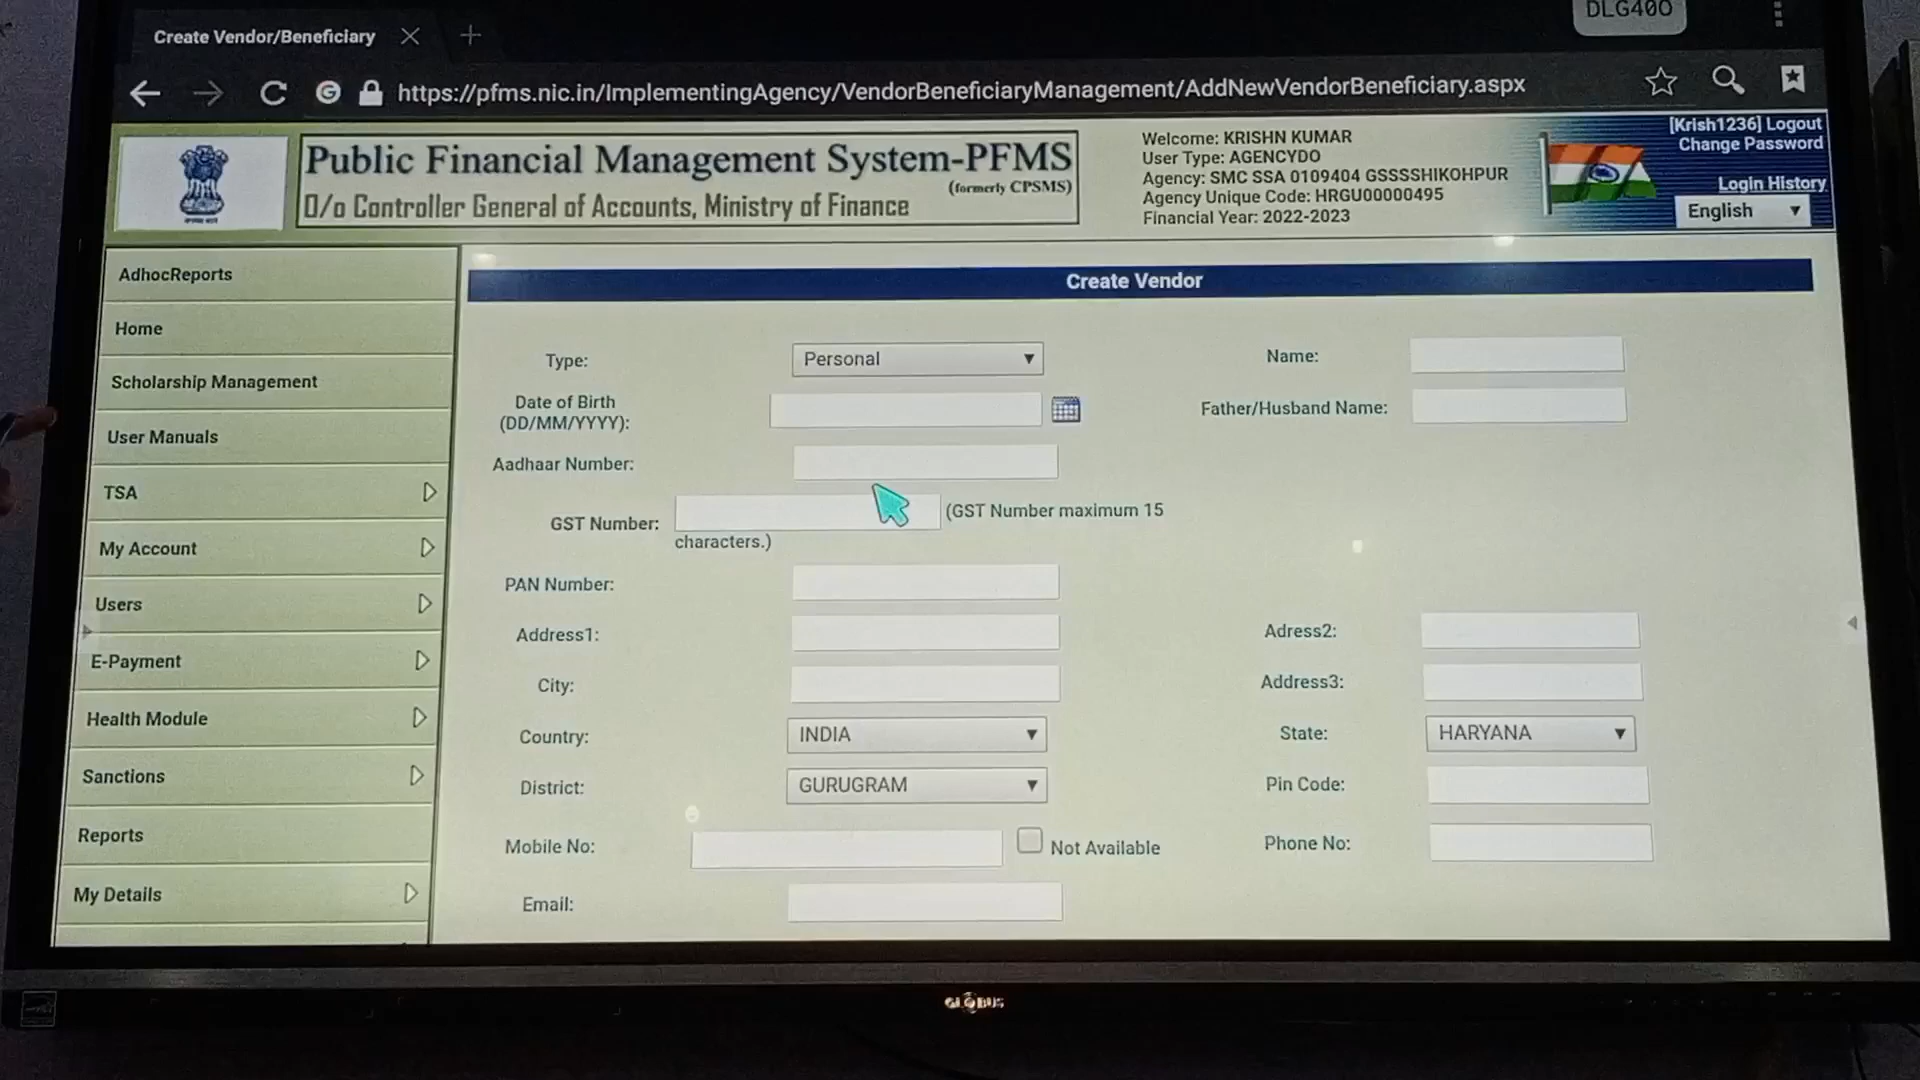 DLG40O
Create Vendor/Beneficiary
https://pfms.nic.in/ImplementingAgency/VendorBeneficiaryManagement/AddNewVendorBeneficiary.aspx
Public Financial Management System-PFMS
(formerly CPSMS)
O/o Controller General of Accounts, Ministry of Finance
Welcome: KRISHN KUMAR
User Type: AGENCYDO
Agency: SMC SSA 0109404 GSSSSHIKOHPUR
Agency Unique Code: HRGU00000495
Financial Year: 2022-2023
[Krish1236] Logout
Change Password
Login History
English
AdhocReports
Home
Scholarship Management
User Manuals
TSA
My Account
Users
E-Payment
Health Module
Sanctions
Reports
My Details
Create Vendor
Type: Personal Name:
Date of Birth
(DD/MM/YYYY): Father/Husband Name:
Aadhaar Number:
GST Number: (GST Number maximum 15
characters.)
PAN Number:
Address1: Adress2:
City: Address3:
Country: INDIA State: HARYANA
District: GURUGRAM Pin Code:
Mobile No: Not Available Phone No:
Email:
GLOBUS